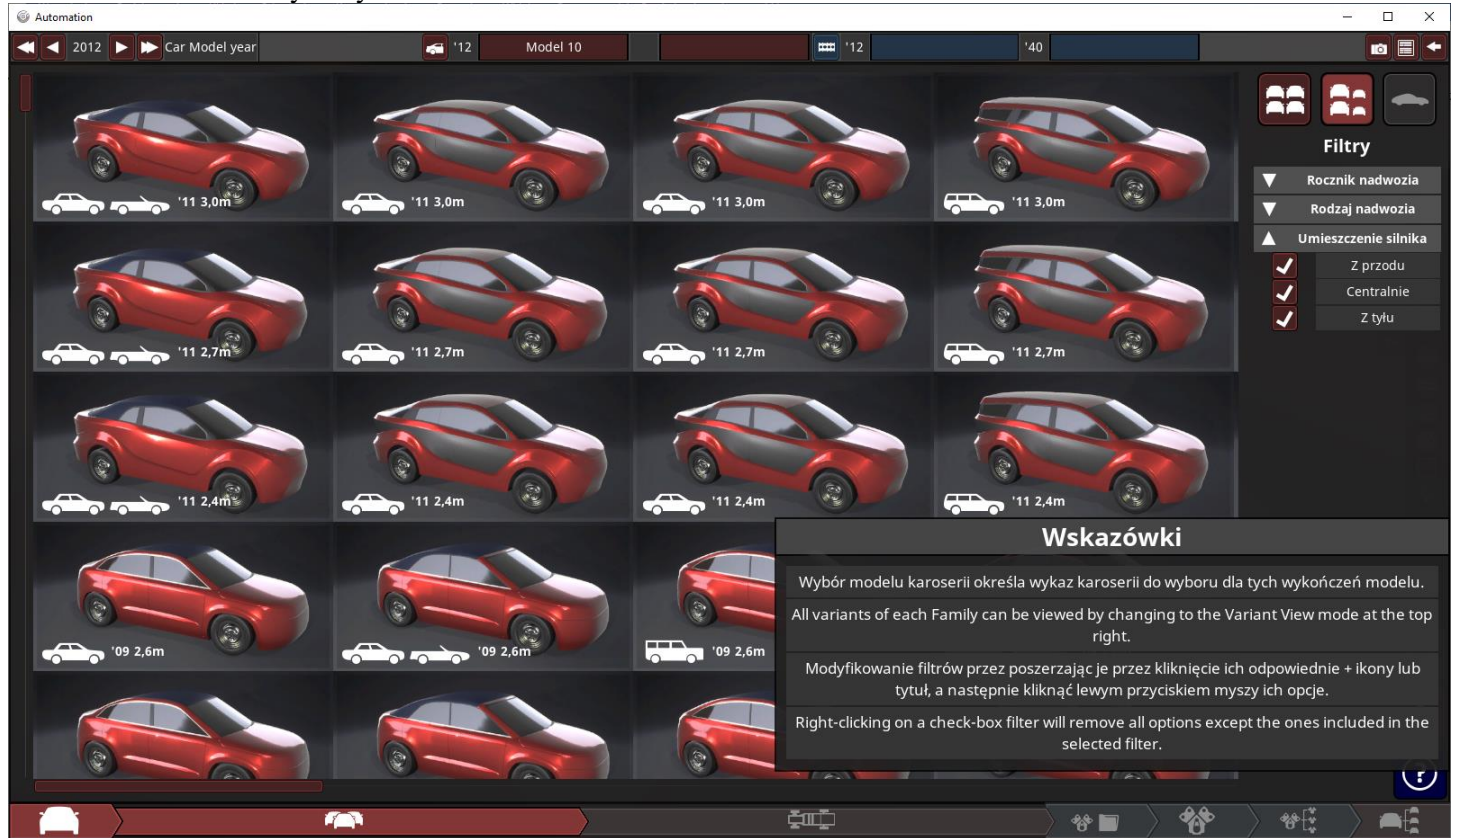 Automation
2012 Car Model year '12 Model 10 '12 '40
'11 3,0m '11 3,0m '11 3,0m '11 3,0m
Filtry
Rocznik nadwozia
Rodzaj nadwozia
Umieszczenie silnika
Z przodu
Centralnie
Z tyłu
'11 2,7m '11 2,7m '11 2,7m '11 2,7m
'11 2,4m '11 2,4m '11 2,4m '11 2,4m
'09 2,6m '09 2,6m '09 2,6m
Wskazówki
Wybór modelu karoserii określa wykaz karoserii do wyboru dla tych wykończeń modelu.
All variants of each Family can be viewed by changing to the Variant View mode at the top
right.
Modyfikowanie filtrów przez poszerzając je przez kliknięcie ich odpowiednie + ikony lub
tytuł, a następnie kliknąć lewym przyciskiem myszy ich opcje.
Right-clicking on a check-box filter will remove all options except the ones included in the
selected filter.
?